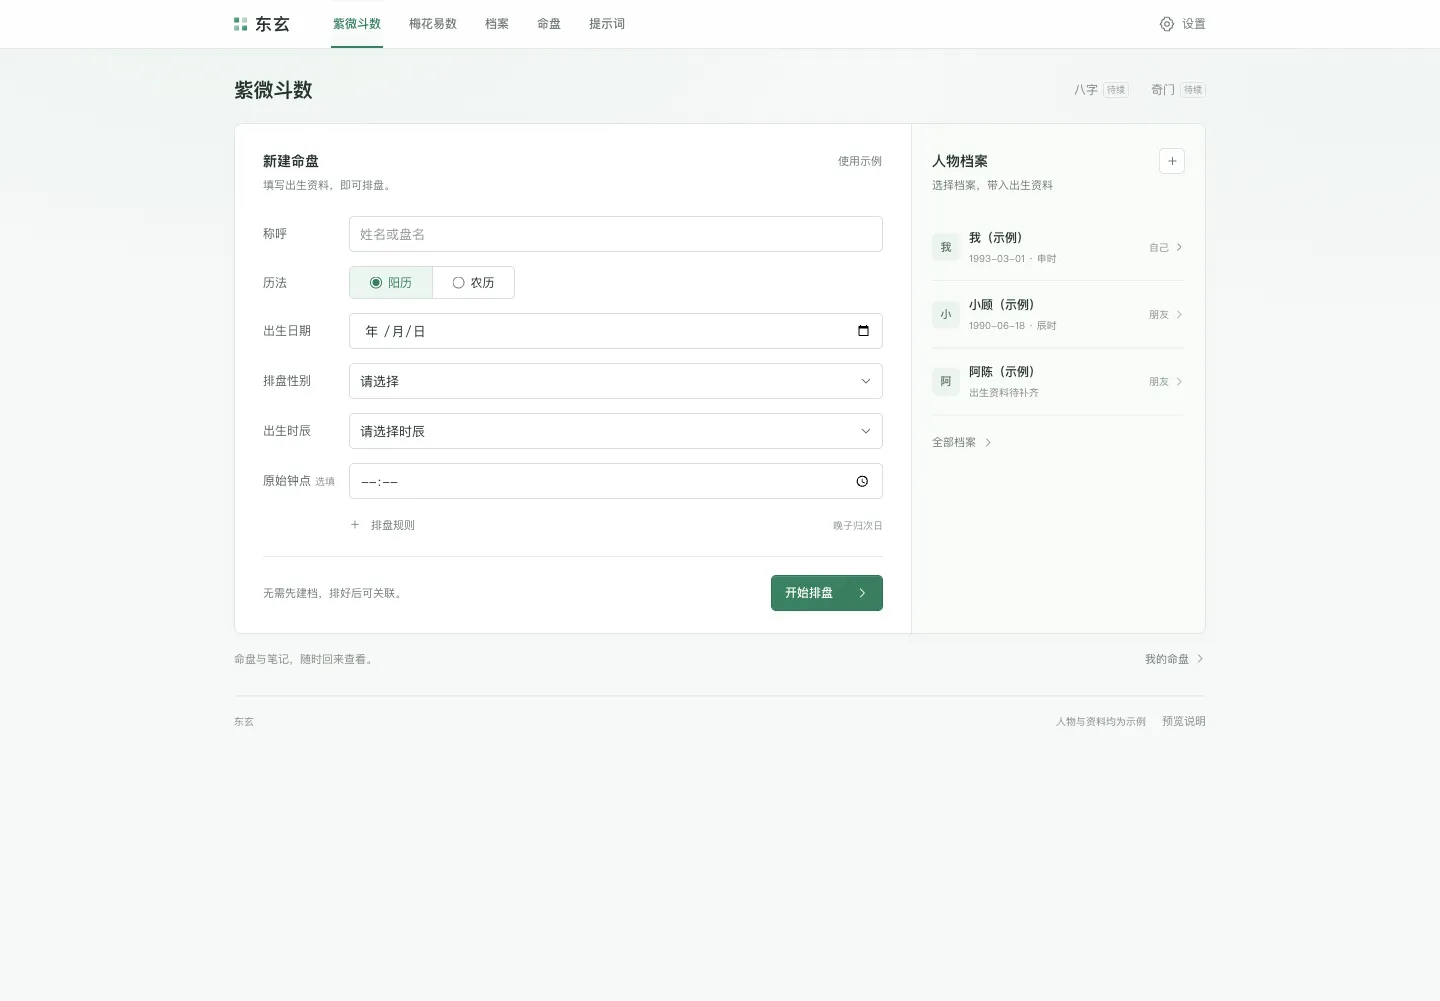 东玄 紫微斗数 梅花易数 档案 命盘 提示词 设置
紫微斗数 八字 待续 奇门 待续
新建命盘 使用示例
填写出生资料，即可排盘。
称呼 姓名或盘名
历法 阳历 农历
出生日期 年 /月/日
排盘性别 请选择
出生时辰 请选择时辰
原始钟点 选填 --:--
+ 排盘规则 晚子归次日
无需先建档，排好后可关联。 开始排盘
人物档案 +
选择档案，带入出生资料
我 我（示例） 自己
1993-03-01 · 申时
小 小顾（示例） 朋友
1990-06-18 · 辰时
阿 阿陈（示例） 朋友
出生资料待补齐
全部档案
命盘与笔记，随时回来查看。 我的命盘
东玄 人物与资料均为示例 预览说明